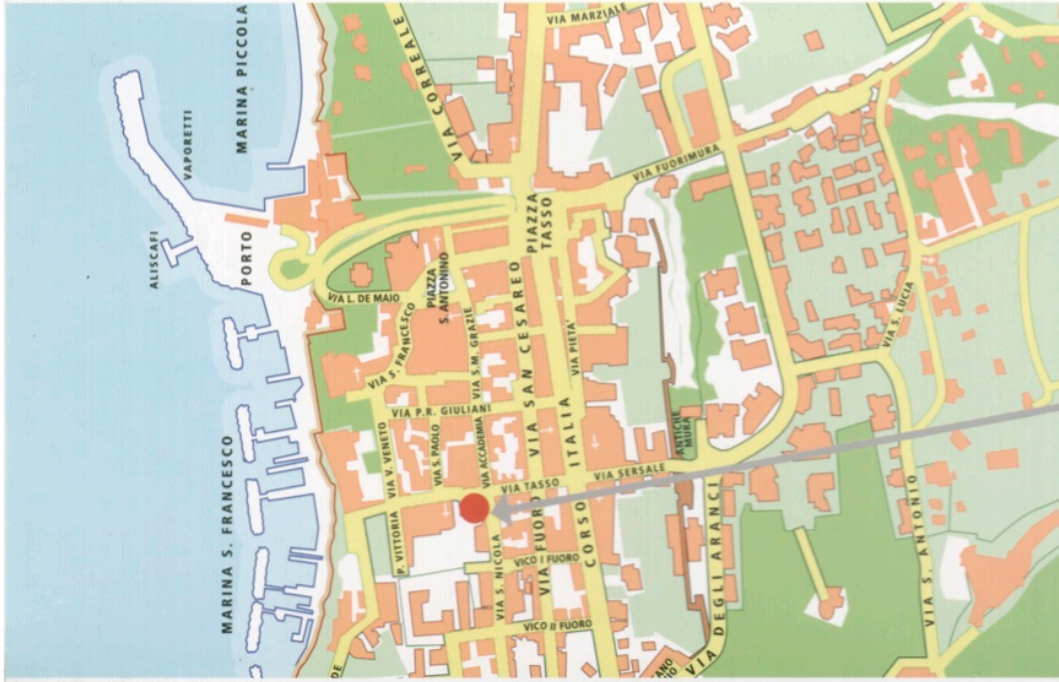 VIA MARZIALE
MARINA PICCOLA
VAPORETTI
VIA CORREALE
VIA FUORIMURA
PIAZZA
TASSO
ALISCAFI
PORTO
VIA L. DE MAIO
PIAZZA
S. ANTONINO
VIA S. FRANCESCO
VIA S.M. GRAZIE
VIA SAN CESAREO
VIA PIETA'
VIA S. LUCIA
VIA P.R. GIULIANI
MARINA S. FRANCESCO
VIA V. VENETO
VIA S. PAOLO
VIA ACCADEMIA
CORSO ITALIA
ANTICHE
MURA
VIA TASSO
VIA SERSALE
P. VITTORIA
VIA S. NICOLA
VICO I FUORO
VIA FUORO
VIA DEGLI ARANCI
VIA S. ANTONIO
VICO II FUORO
DE